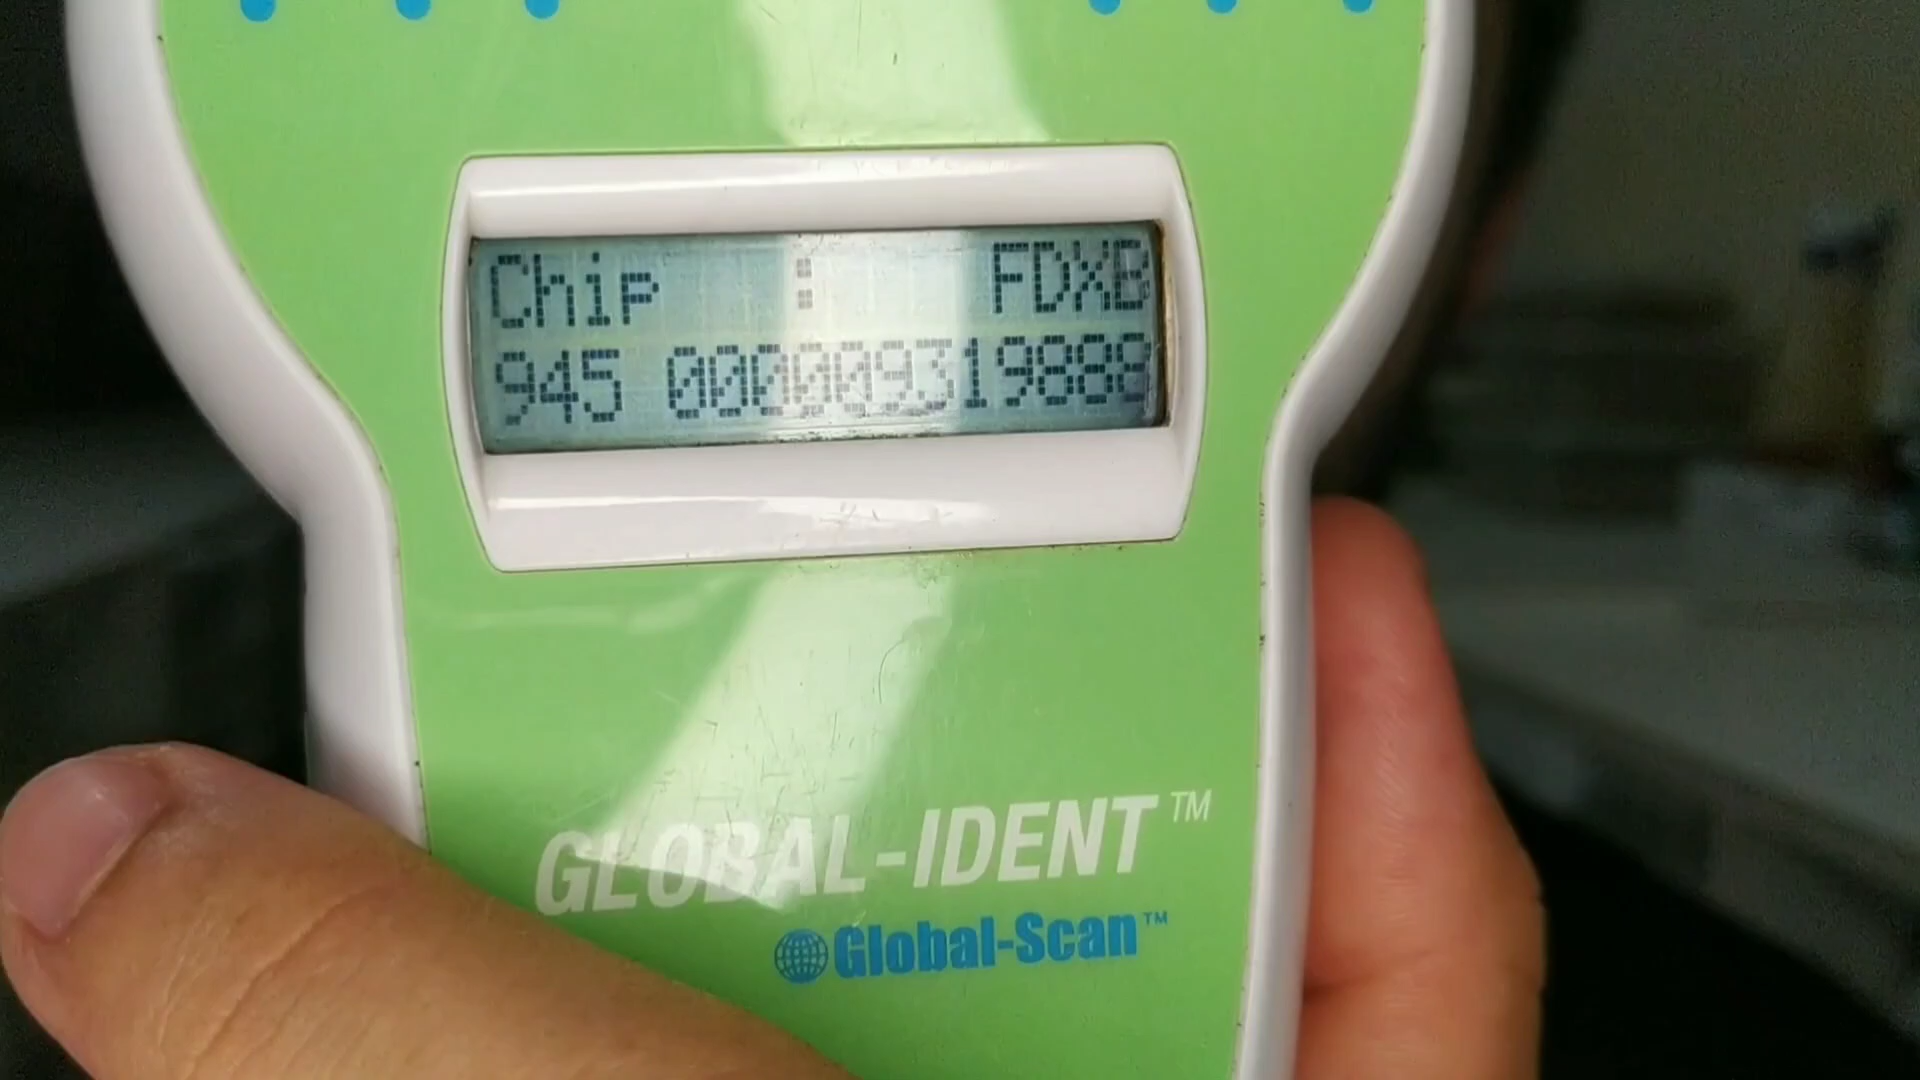 Chip : FDXB
945 000009319888
GLOBAL-IDENT™
Global-Scan™